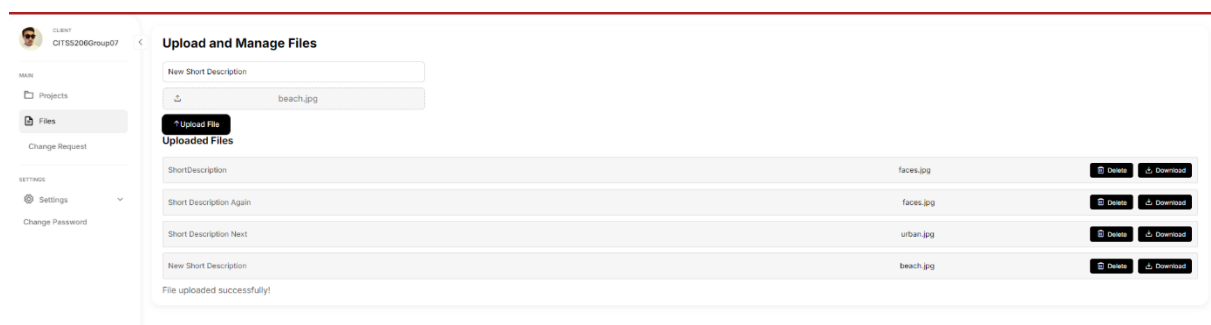 CLIENT
CITS5206Group07
MAIN
Projects
Files
Change Request
SETTINGS
Settings
Change Password
Upload and Manage Files
New Short Description
beach.jpg
Upload File
Uploaded Files
ShortDescription faces.jpg Delete Download
Short Description Again faces.jpg Delete Download
Short Description Next urban.jpg Delete Download
New Short Description beach.jpg Delete Download
File uploaded successfully!